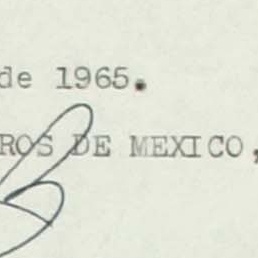 de 1965.
ROS DE MEXICO,